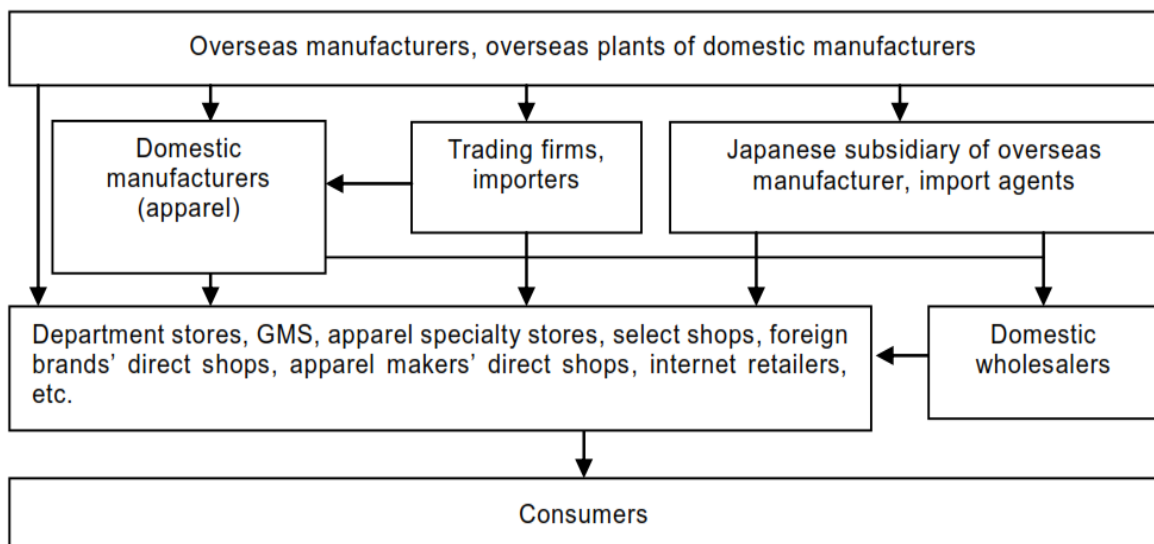 Overseas manufacturers, overseas plants of domestic manufacturers
Domestic
manufacturers
(apparel)
Trading firms,
importers
Japanese subsidiary of overseas
manufacturer, import agents
Department stores, GMS, apparel specialty stores, select shops, foreign
brands’ direct shops, apparel makers’ direct shops, internet retailers,
etc.
Domestic
wholesalers
Consumers